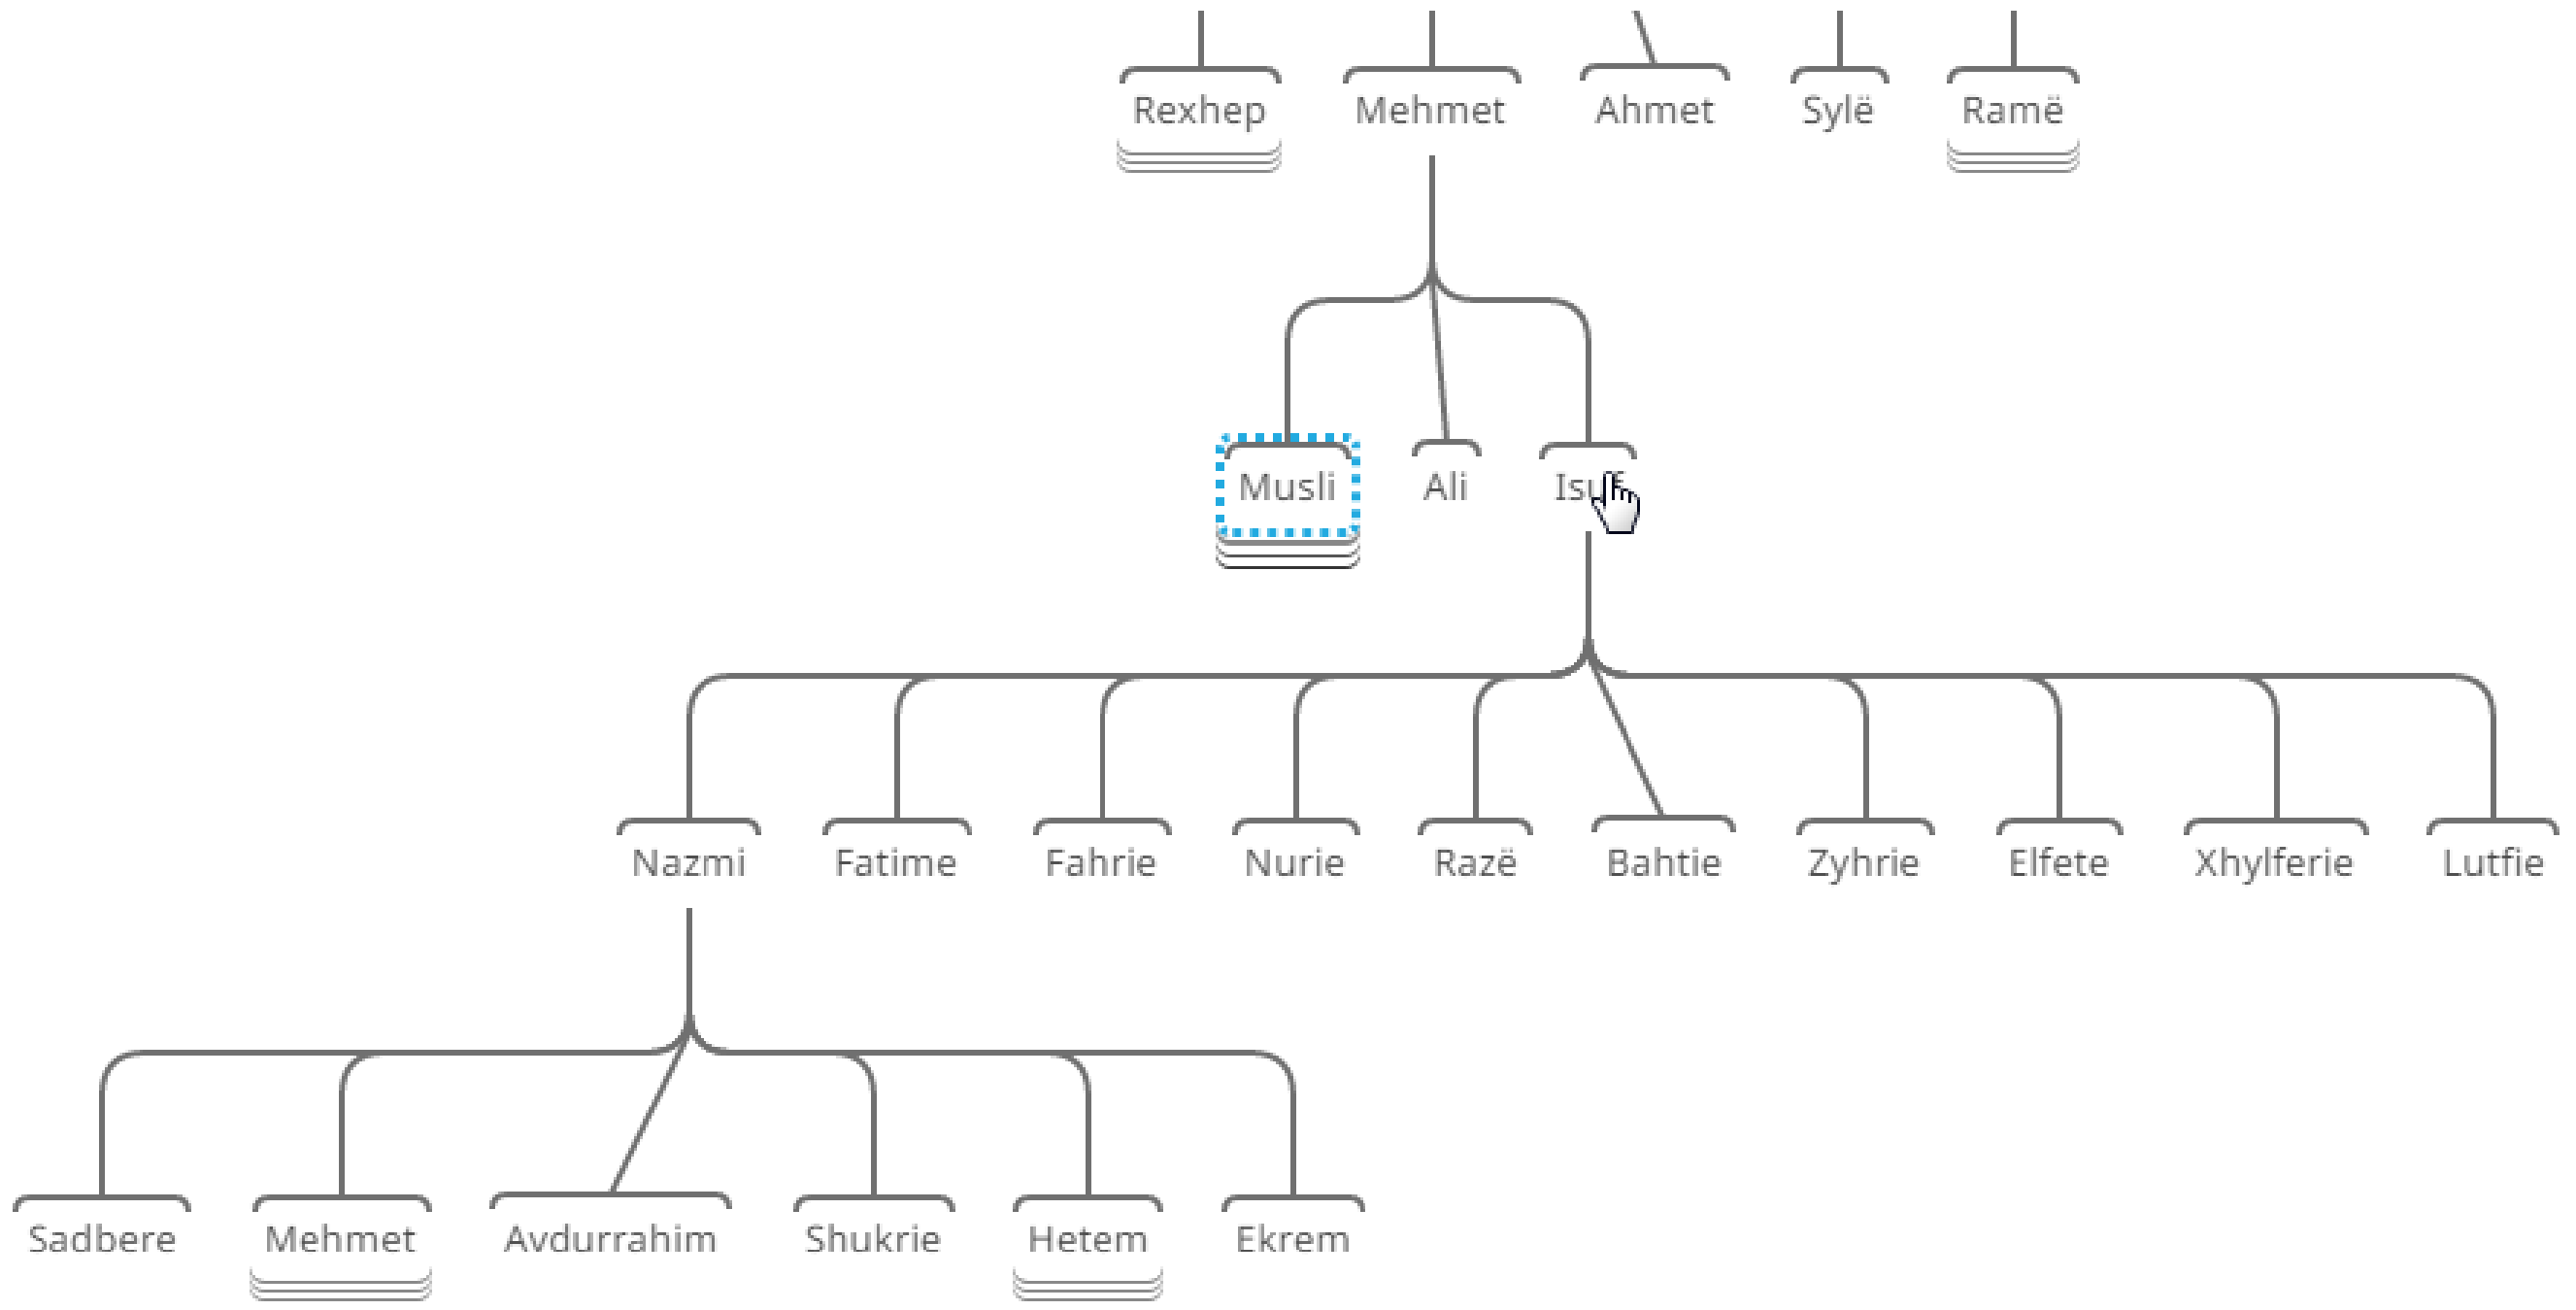 Rexhep Mehmet Ahmet Sylë Ramë
Musli Ali
Nazmi Fatime Fahrie Nurie Razë Bahtie Zyhrie Elfete Xhylferie Lutfie
Sadbere Mehmet Avdurrahim Shukrie Hetem Ekrem